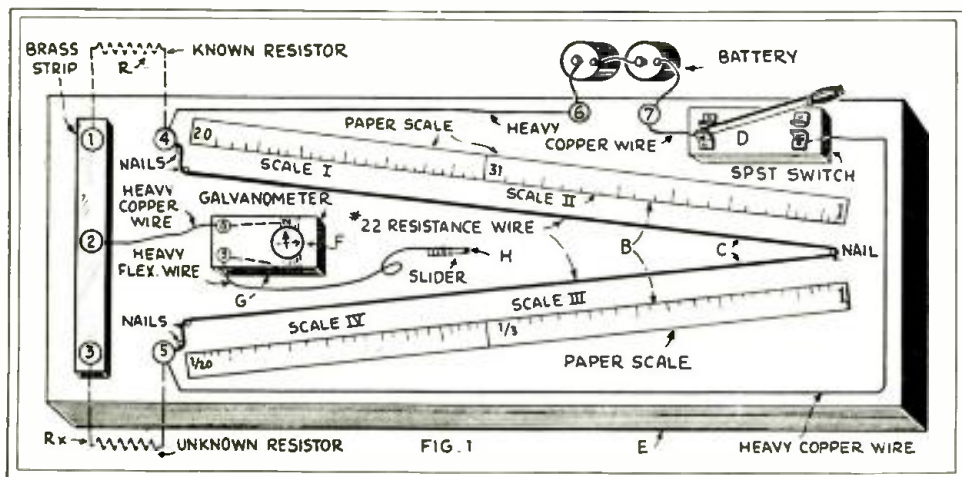 BRASS STRIP
R
KNOWN RESISTOR
BATTERY
1
4
6
7
HEAVY COPPER WIRE
D
SPST SWITCH
PAPER SCALE
20
31
1
NAILS
SCALE I
SCALE II
HEAVY COPPER WIRE
GALVANOMETER
#22 RESISTANCE WIRE
2
N
F
B
C
NAIL
HEAVY FLEX. WIRE
H
SLIDER
G
NAILS
SCALE IV
SCALE III
3
5
1/20
1/3
1
PAPER SCALE
Rx
UNKNOWN RESISTOR
FIG. 1
E
HEAVY COPPER WIRE